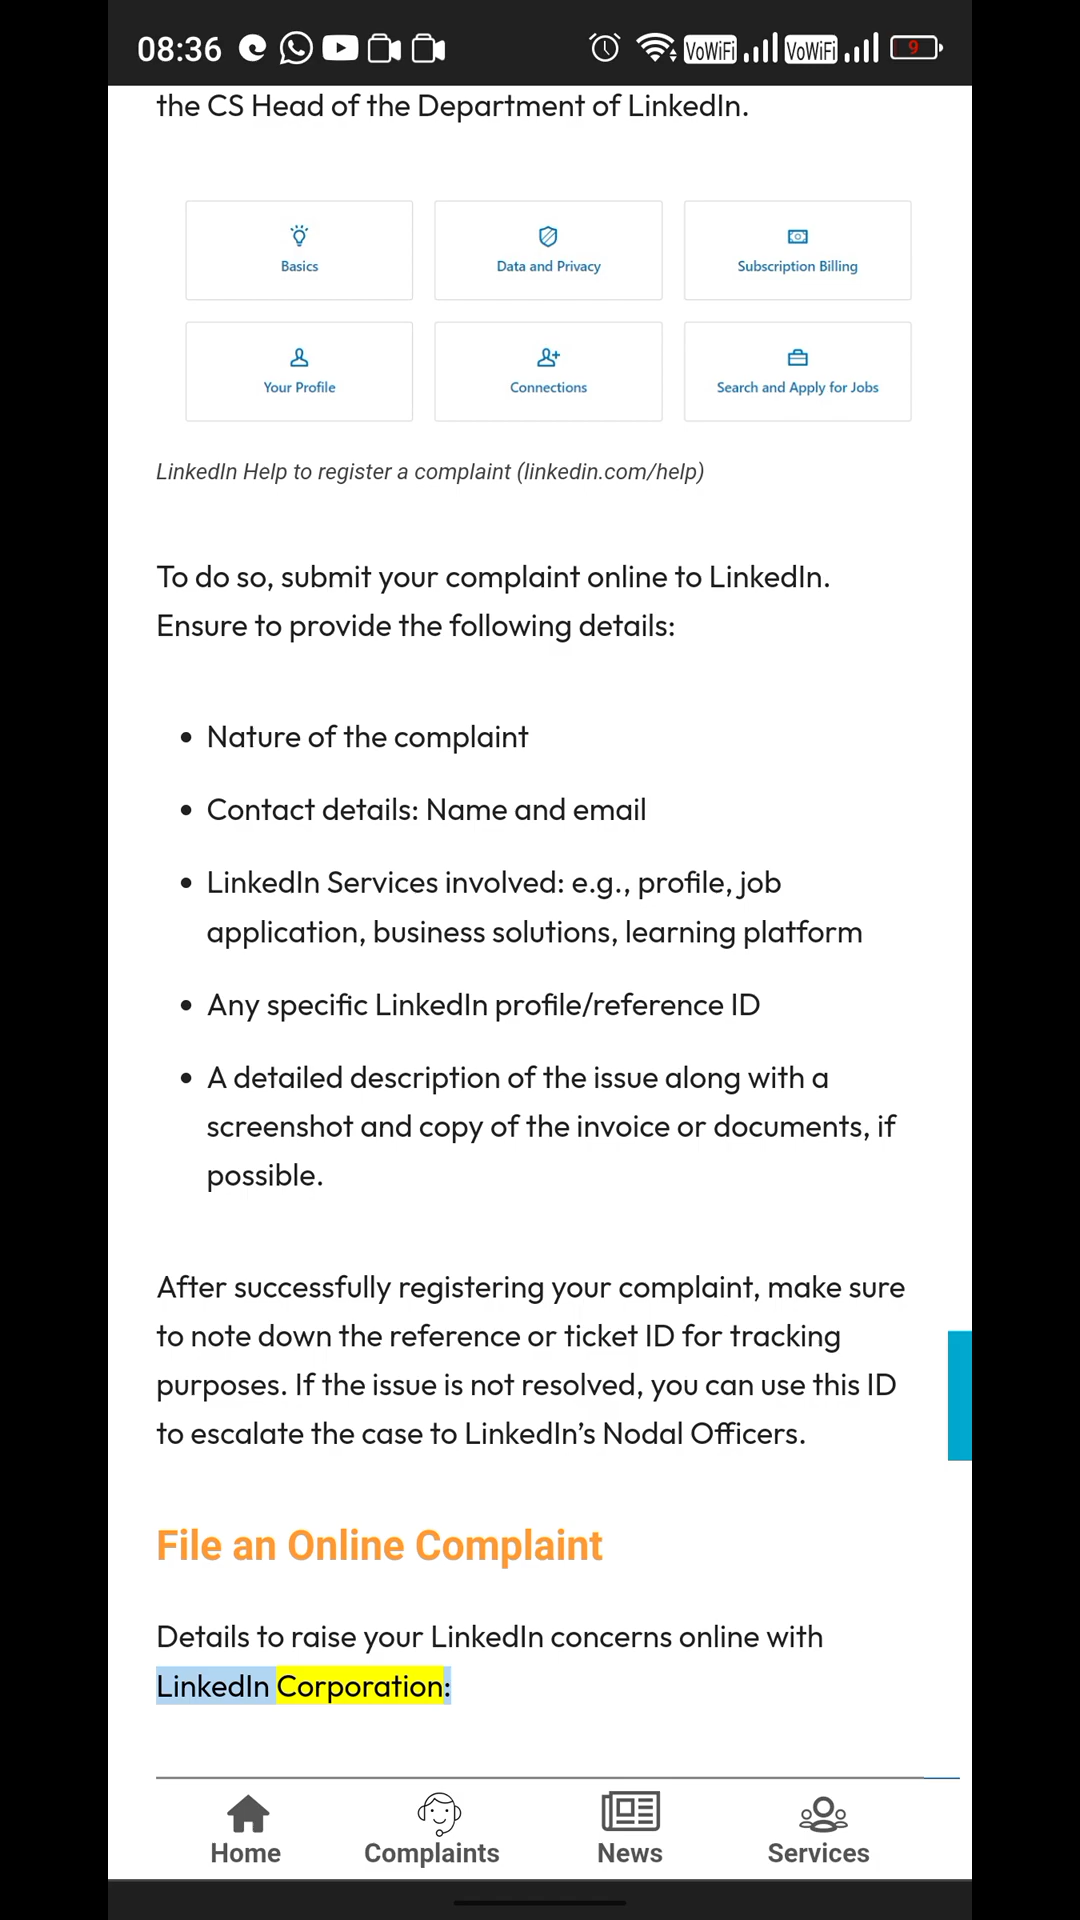 08:36 VoWiFi VoWiFi 9
the CS Head of the Department of LinkedIn.
Basics Data and Privacy Subscription Billing
Your Profile Connections Search and Apply for Jobs
LinkedIn Help to register a complaint (linkedin.com/help)
To do so, submit your complaint online to LinkedIn.
Ensure to provide the following details:
• Nature of the complaint
• Contact details: Name and email
• LinkedIn Services involved: e.g., profile, job
application, business solutions, learning platform
• Any specific LinkedIn profile/reference ID
• A detailed description of the issue along with a
screenshot and copy of the invoice or documents, if
possible.
After successfully registering your complaint, make sure
to note down the reference or ticket ID for tracking
purposes. If the issue is not resolved, you can use this ID
to escalate the case to LinkedIn’s Nodal Officers.
File an Online Complaint
Details to raise your LinkedIn concerns online with
LinkedIn Corporation:
Home Complaints News Services